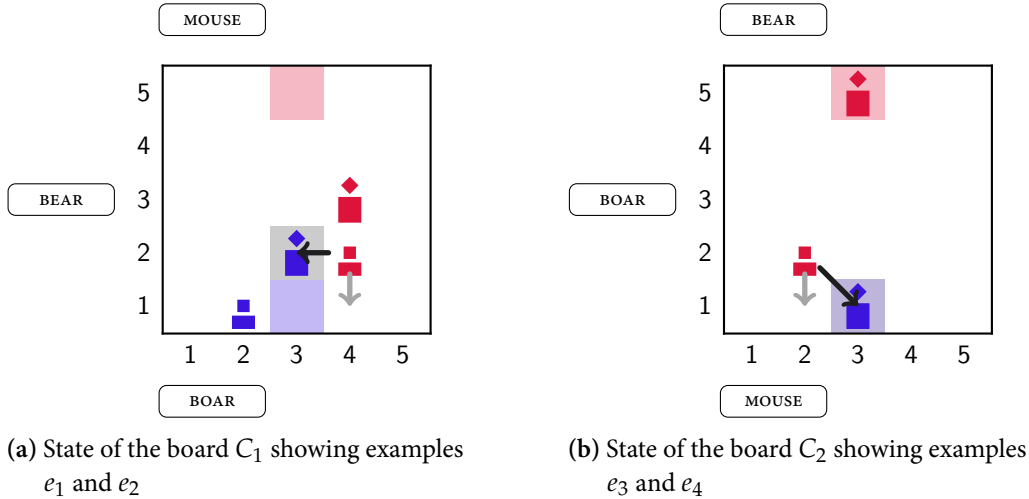 MOUSE
5
4
3
2
1
BEAR
1 2 3 4 5
BOAR
(a) State of the board C₁ showing examples
e₁ and e₂
BEAR
5
4
3
2
1
BOAR
1 2 3 4 5
MOUSE
(b) State of the board C₂ showing examples
e₃ and e₄